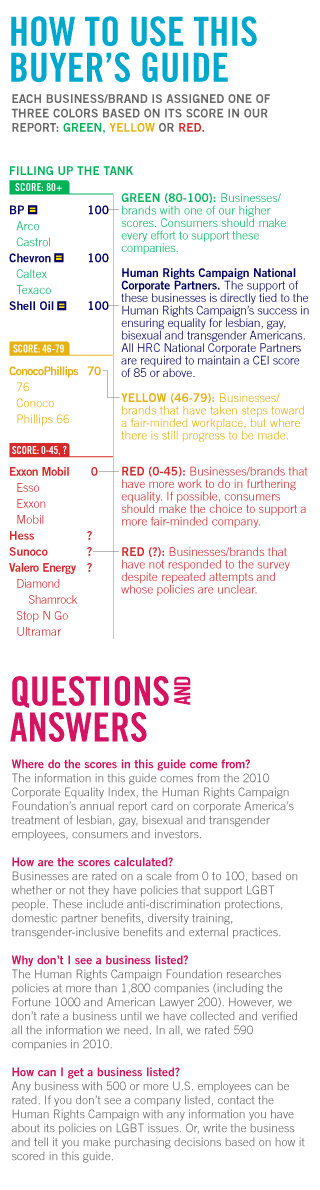 HOW TO USE THIS
BUYER'S GUIDE
EACH BUSINESS/BRAND IS ASSIGNED ONE OF
THREE COLORS BASED ON ITS SCORE IN OUR
REPORT: GREEN, YELLOW OR RED.
FILLING UP THE TANK
SCORE: 80+
BP 100
Arco
Castrol
Chevron 100
Caltex
Texaco
Shell Oil 100
SCORE: 46-79
ConocoPhillips 70
76
Conoco
Phillips 66
SCORE: 0-45, ?
Exxon Mobil 0
Esso
Exxon
Mobil
Hess ?
Sunoco ?
Valero Energy ?
Diamond
Shamrock
Stop N Go
Ultramar
GREEN (80-100): Businesses/
brands with one of our higher
scores. Consumers should make
every effort to support these
companies.
Human Rights Campaign National
Corporate Partners. The support of
these businesses is directly tied to the
Human Rights Campaign's success in
ensuring equality for lesbian, gay,
bisexual and transgender Americans.
All HRC National Corporate Partners
are required to maintain a CEI score
of 85 or above.
YELLOW (46-79): Businesses/
brands that have taken steps toward
a fair-minded workplace, but where
there is still progress to be made.
RED (0-45): Businesses/brands that
have more work to do in furthering
equality. If possible, consumers
should make the choice to support a
more fair-minded company.
RED (?): Businesses/brands that
have not responded to the survey
despite repeated attempts and
whose policies are unclear.
QUESTIONS AND
ANSWERS
Where do the scores in this guide come from?
The information in this guide comes from the 2010
Corporate Equality Index, the Human Rights Campaign
Foundation's annual report card on corporate America's
treatment of lesbian, gay, bisexual and transgender
employees, consumers and investors.
How are the scores calculated?
Businesses are rated on a scale from 0 to 100, based on
whether or not they have policies that support LGBT
people. These include anti-discrimination protections,
domestic partner benefits, diversity training,
transgender-inclusive benefits and external practices.
Why don't I see a business listed?
The Human Rights Campaign Foundation researches
policies at more than 1,800 companies (including the
Fortune 1000 and American Lawyer 200). However, we
don't rate a business until we have collected and verified
all the information we need. In all, we rated 590
companies in 2010.
How can I get a business listed?
Any business with 500 or more U.S. employees can be
rated. If you don't see a company listed, contact the
Human Rights Campaign with any information you have
about its policies on LGBT issues. Or, write the business
and tell it you make purchasing decisions based on how it
scored in this guide.